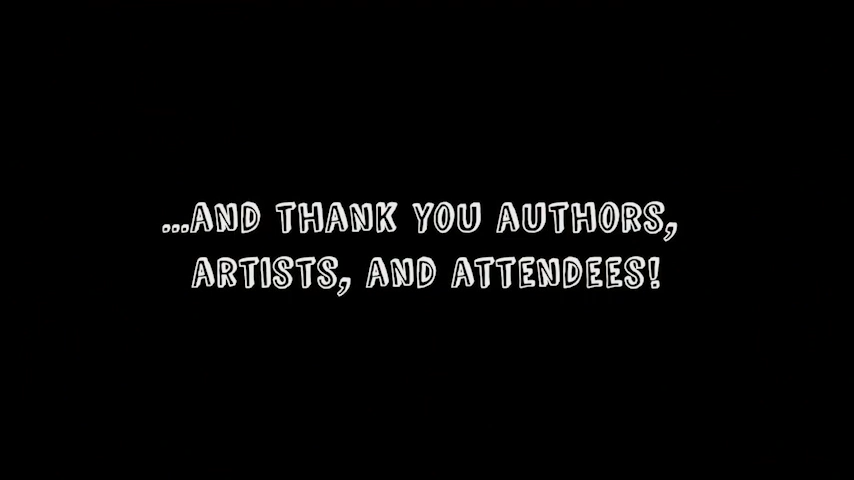 ...AND THANK YOU AUTHORS,
ARTISTS, AND ATTENDEES!